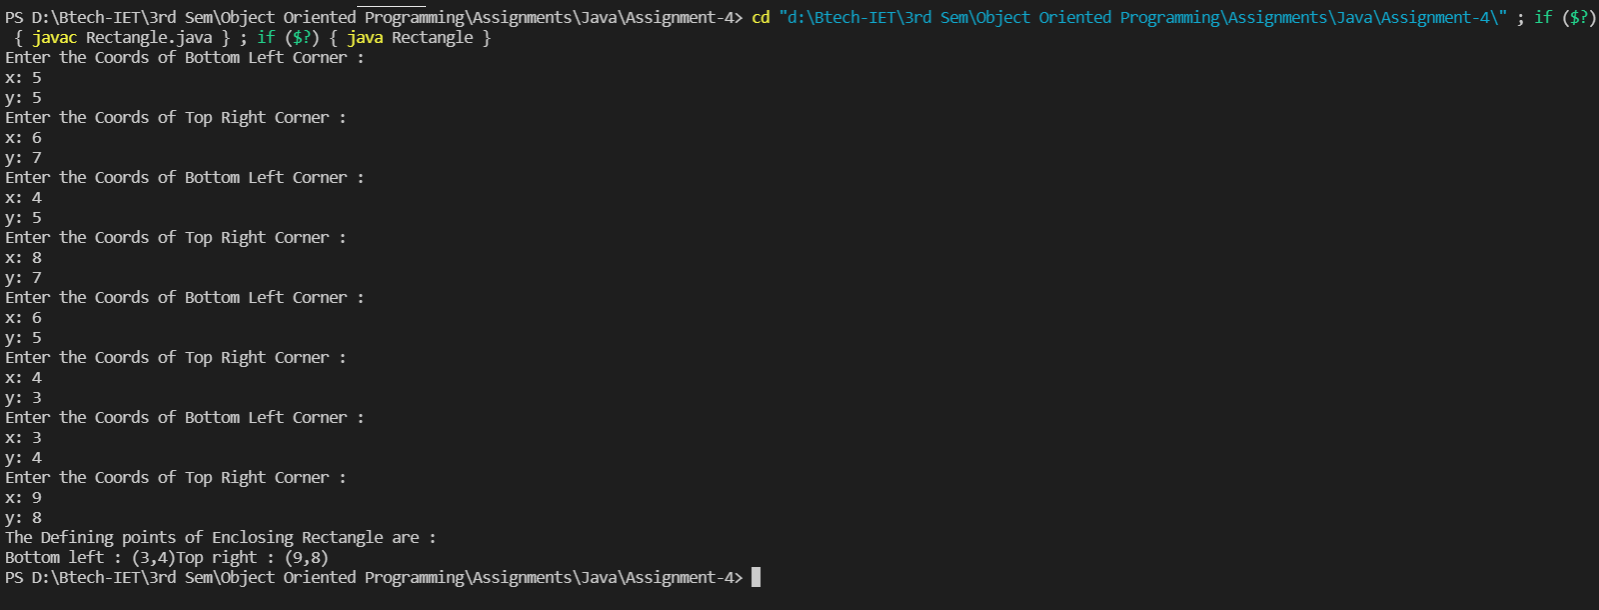 PS D:\Btech-IET\3rd Sem\Object Oriented Programming\Assignments\Java\Assignment-4> cd "d:\Btech-IET\3rd Sem\Object Oriented Programming\Assignments\Java\Assignment-4\" ; if ($?)
{ javac Rectangle.java } ; if ($?) { java Rectangle }
Enter the Coords of Bottom Left Corner :
x: 5
y: 5
Enter the Coords of Top Right Corner :
x: 6
y: 7
Enter the Coords of Bottom Left Corner :
x: 4
y: 5
Enter the Coords of Top Right Corner :
x: 8
y: 7
Enter the Coords of Bottom Left Corner :
x: 6
y: 5
Enter the Coords of Top Right Corner :
x: 4
y: 3
Enter the Coords of Bottom Left Corner :
x: 3
y: 4
Enter the Coords of Top Right Corner :
x: 9
y: 8
The Defining points of Enclosing Rectangle are :
Bottom left : (3,4)Top right : (9,8)
PS D:\Btech-IET\3rd Sem\Object Oriented Programming\Assignments\Java\Assignment-4>